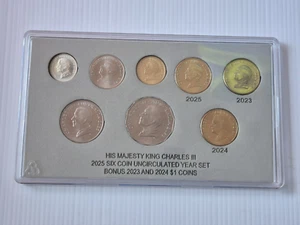 2025
2023
2024
HIS MAJESTY KING CHARLES III
2025 SIX COIN UNCIRCULATED YEAR SET
BONUS 2023 AND 2024 $1 COINS